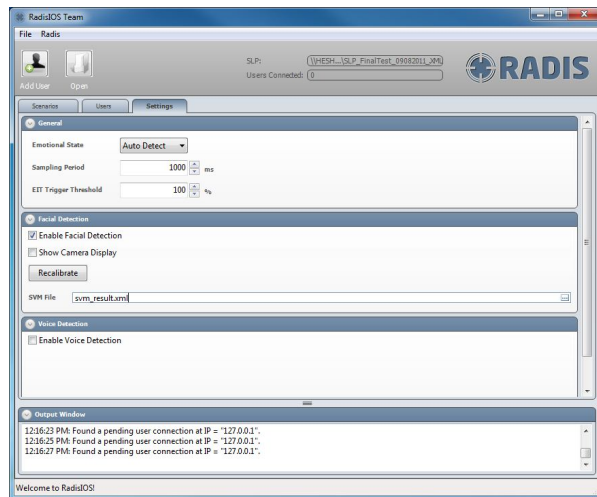 RadisIOS Team
File Radis
Add User Open
SLP: \\HESH...\SLP_FinalTest_09082011_XML
Users Connected: 0
RADIS
Scenarios Users Settings
General
Emotional State Auto Detect
Sampling Period 1000 ms
EIT Trigger Threshold 100 %
Facial Detection
Enable Facial Detection
Show Camera Display
Recalibrate
SVM File svm_result.xml
Voice Detection
Enable Voice Detection
Output Window
12:16:23 PM: Found a pending user connection at IP = "127.0.0.1".
12:16:25 PM: Found a pending user connection at IP = "127.0.0.1".
12:16:27 PM: Found a pending user connection at IP = "127.0.0.1".
Welcome to RadisIOS!